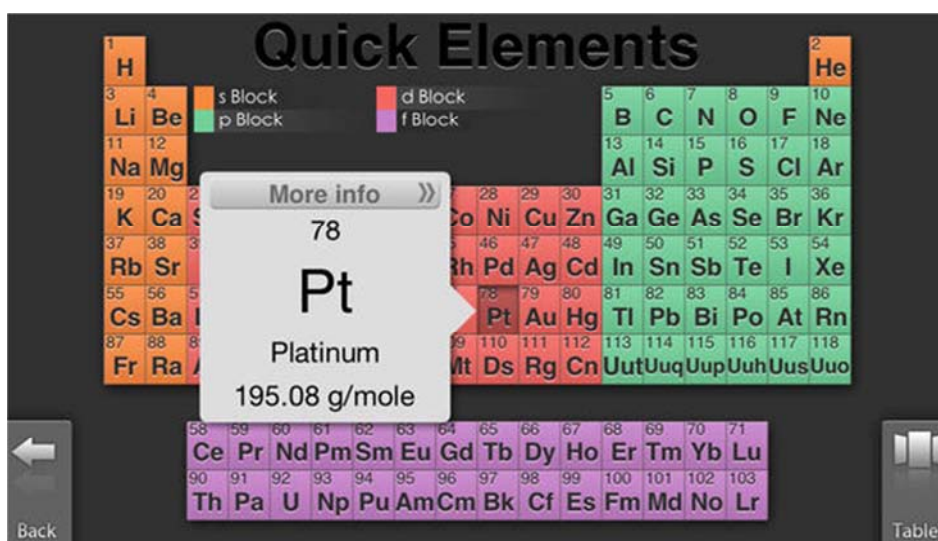 Quick Elements
1 2
H He
s Block d Block
p Block f Block
3 4 5 6 7 8 9 10
Li Be B C N O F Ne
11 12 13 14 15 16 17 18
Na Mg Al Si P S Cl Ar
More info »
19 20 28 29 30 31 32 33 34 35 36
K Ca Ni Cu Zn Ga Ge As Se Br Kr
78
37 38 46 47 48 49 50 51 52 53 54
Rb Sr Pd Ag Cd In Sn Sb Te I Xe
Pt
55 56 78 79 80 81 82 83 84 85 86
Cs Ba Pt Au Hg Tl Pb Bi Po At Rn
Platinum
87 88 110 111 112 113 114 115 116 117 118
Fr Ra Mt Ds Rg Cn Uut Uuq Uup Uuh Uus Uuo
195.08 g/mole
58 59 60 61 62 63 64 65 66 67 68 69 70 71
Ce Pr Nd Pm Sm Eu Gd Tb Dy Ho Er Tm Yb Lu
90 91 92 93 94 95 96 97 98 99 100 101 102 103
Th Pa U Np Pu Am Cm Bk Cf Es Fm Md No Lr
Back Table